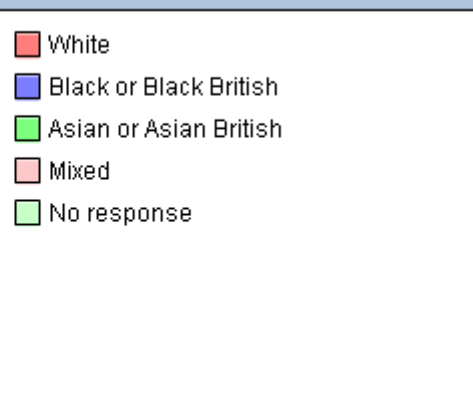 White
Black or Black British
Asian or Asian British
Mixed
No response